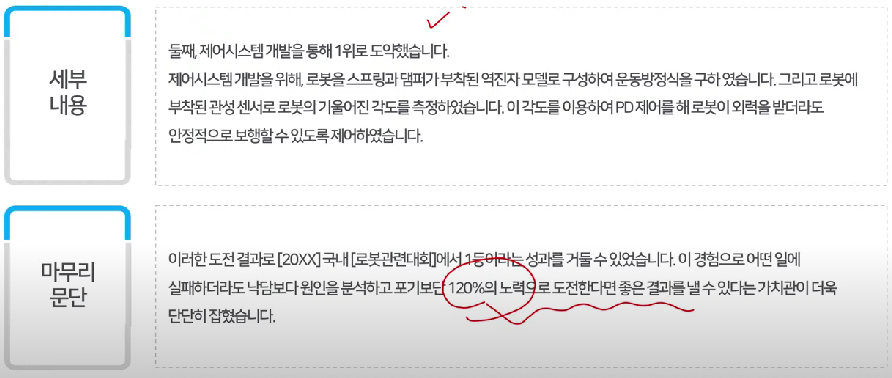 세부
내용
둘째, 제어시스템 개발을 통해 1위로 도약했습니다.
제어시스템 개발을 위해, 로봇을 스프링과 댐퍼가 부착된 역진자 모델로 구성하여 운동방정식을 구하 였습니다. 그리고 로봇에
부착된 관성 센서로 로봇의 기울어진 각도를 측정하였습니다. 이 각도를 이용하여 PD 제어를 해 로봇이 외력을 받더라도
안정적으로 보행할 수 있도록 제어하였습니다.
마무리
문단
이러한 도전 결과로 [20XX] 국내 [로봇관련대회]에서 1등이라는 성과를 거둘 수 있었습니다. 이 경험으로 어떤 일에
실패하더라도 낙담보다 원인을 분석하고 포기보단 120%의 노력으로 도전한다면 좋은 결과를 낼 수 있다는 가치관이 더욱
단단히 잡혔습니다.